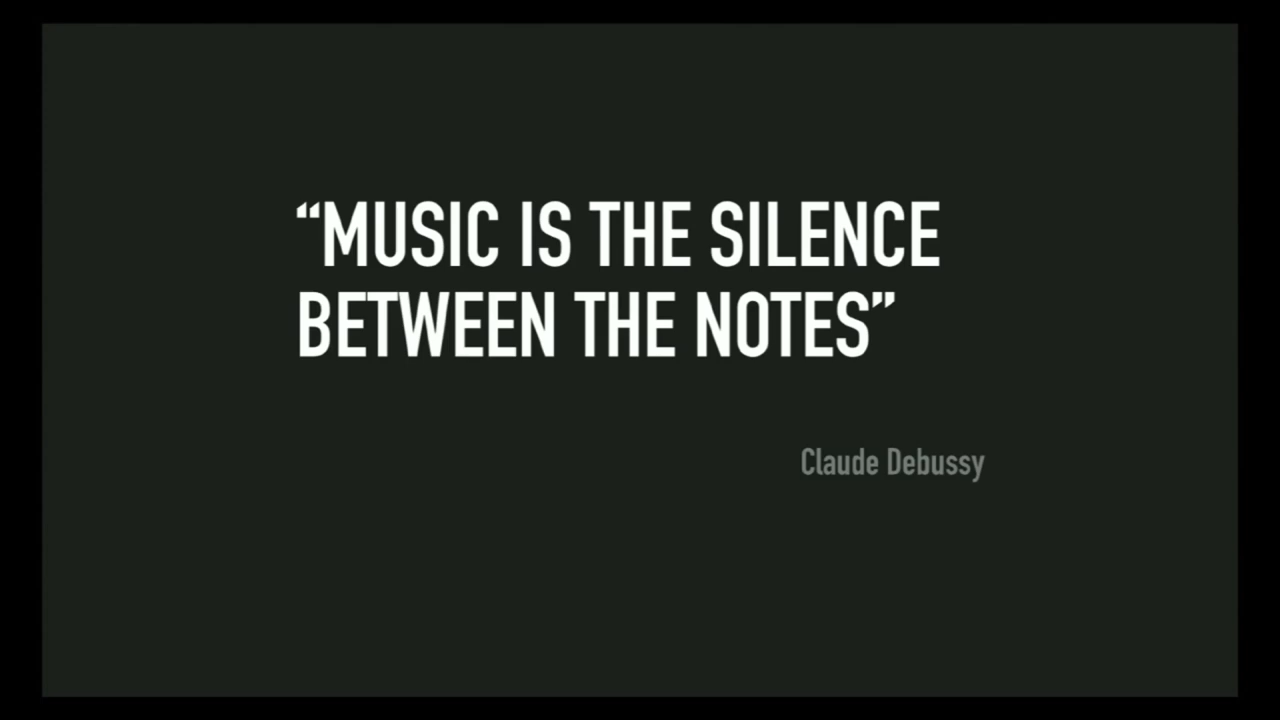 “MUSIC IS THE SILENCE
BETWEEN THE NOTES”
Claude Debussy